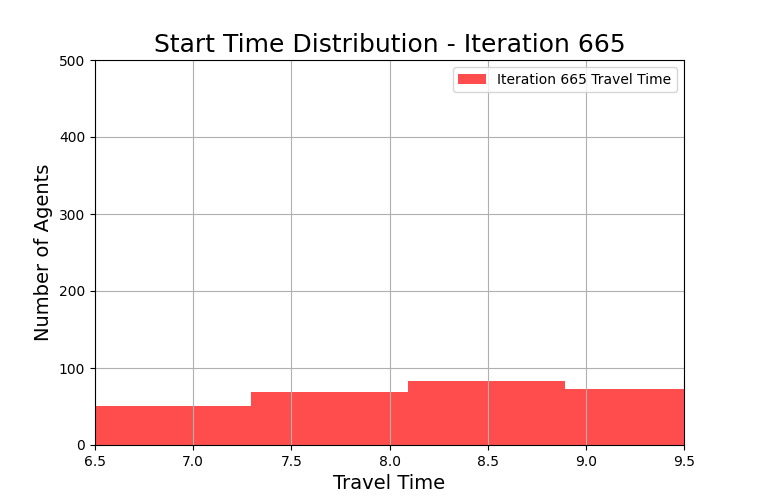 Start Time Distribution - Iteration 665
Iteration 665 Travel Time
Number of Agents
500
400
300
200
100
0
6.5 7.0 7.5 8.0 8.5 9.0 9.5
Travel Time